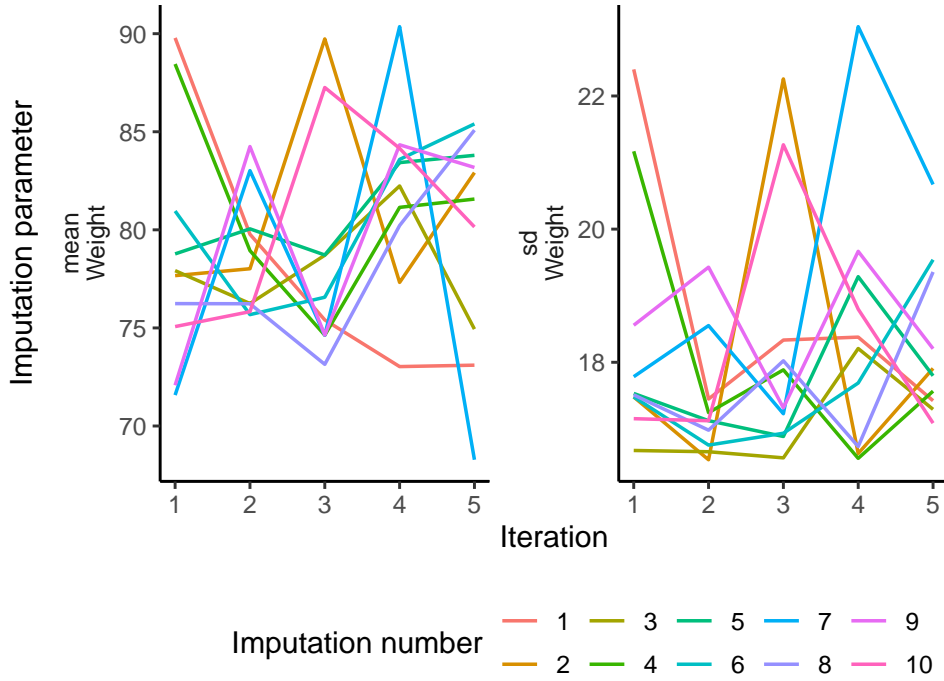 Imputation parameter
mean
Weight
90
85
80
75
70
1 2 3 4 5
sd
Weight
22
20
18
1 2 3 4 5
Iteration
Imputation number
1 3 5 7 9
2 4 6 8 10